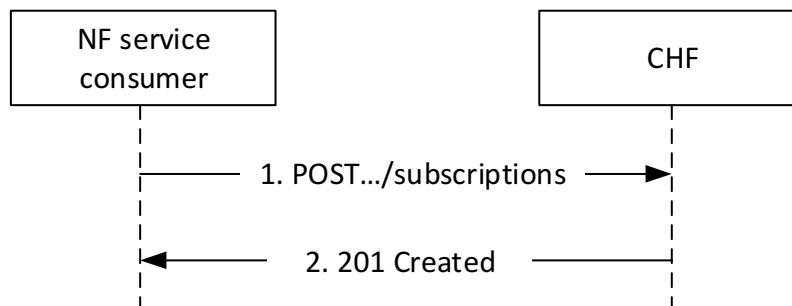 NF service
consumer
CHF
1. POST…/subscriptions
2. 201 Created